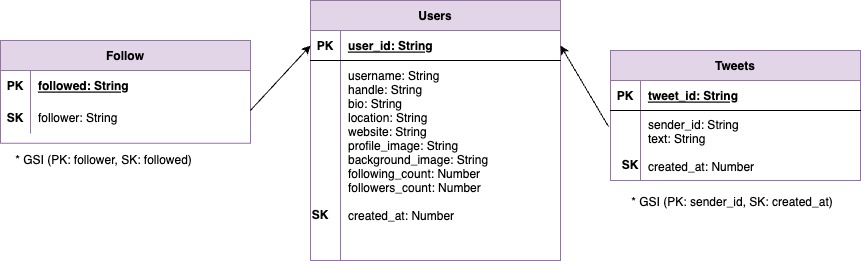 Follow
PK followed: String
SK follower: String
* GSI (PK: follower, SK: followed)
Users
PK user_id: String
username: String
handle: String
bio: String
location: String
website: String
profile_image: String
background_image: String
following_count: Number
followers_count: Number
SK created_at: Number
Tweets
PK tweet_id: String
sender_id: String
text: String
SK created_at: Number
* GSI (PK: sender_id, SK: created_at)